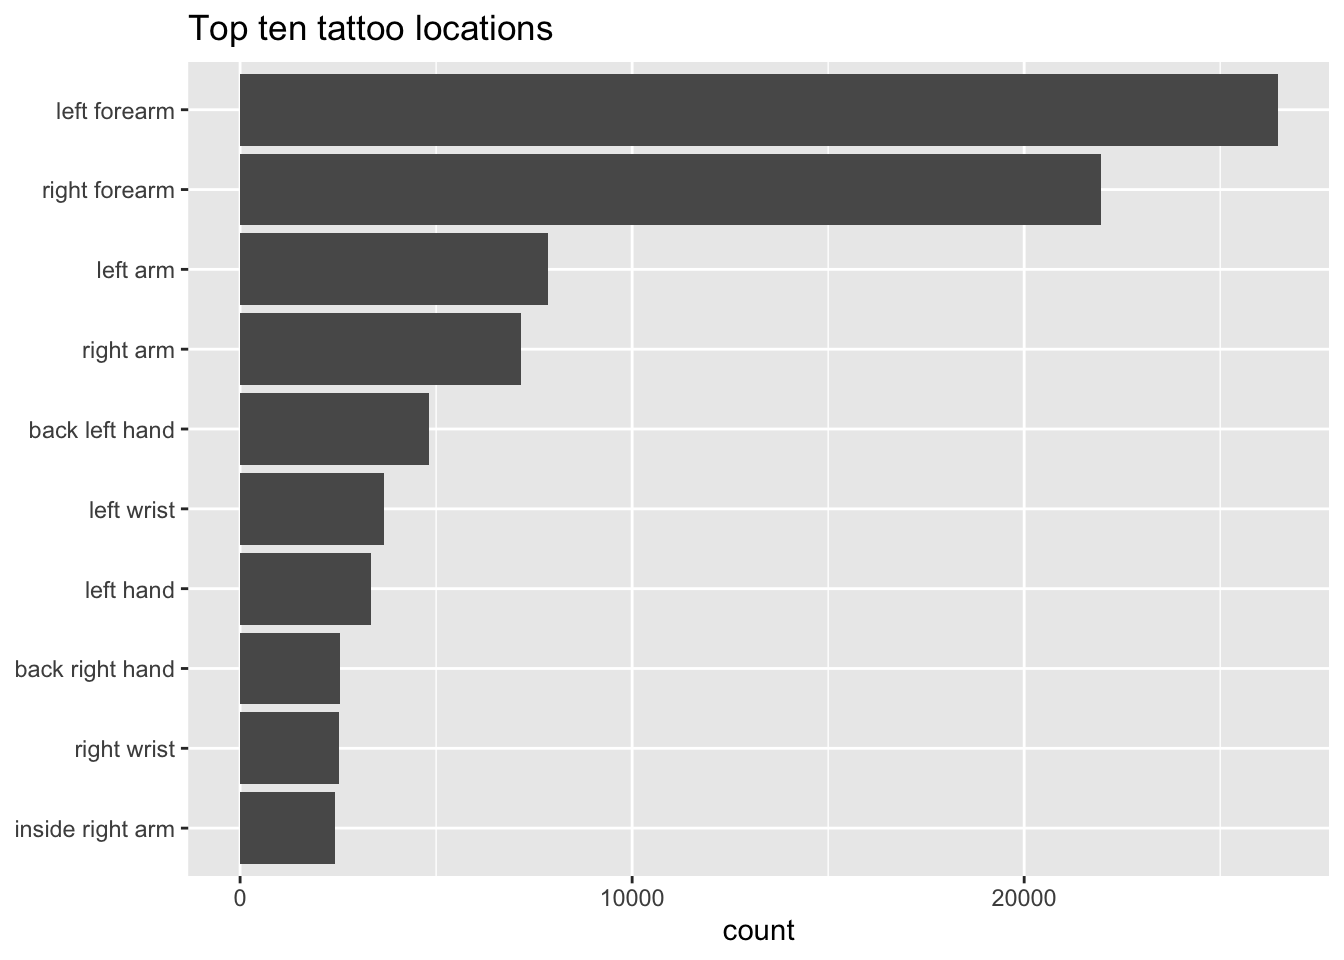 Top ten tattoo locations
left forearm
right forearm
left arm
right arm
back left hand
left wrist
left hand
back right hand
right wrist
inside right arm
0 10000 20000
count